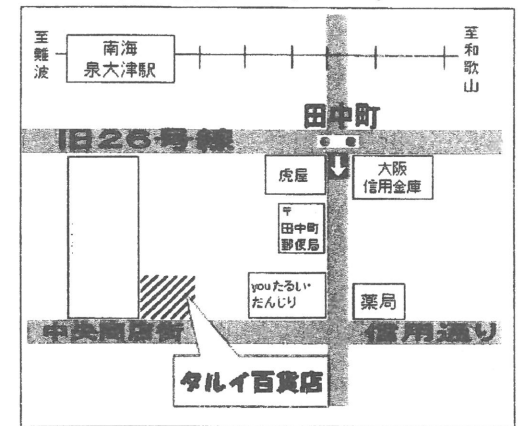 至難波
南海
泉大津駅
至和歌山
田中町
旧26号線
虎屋
大阪
信用金庫
〒
田中町
郵便局
youたるい・
だんじり
薬局
中央商店街
信用通り
タルイ百貨店